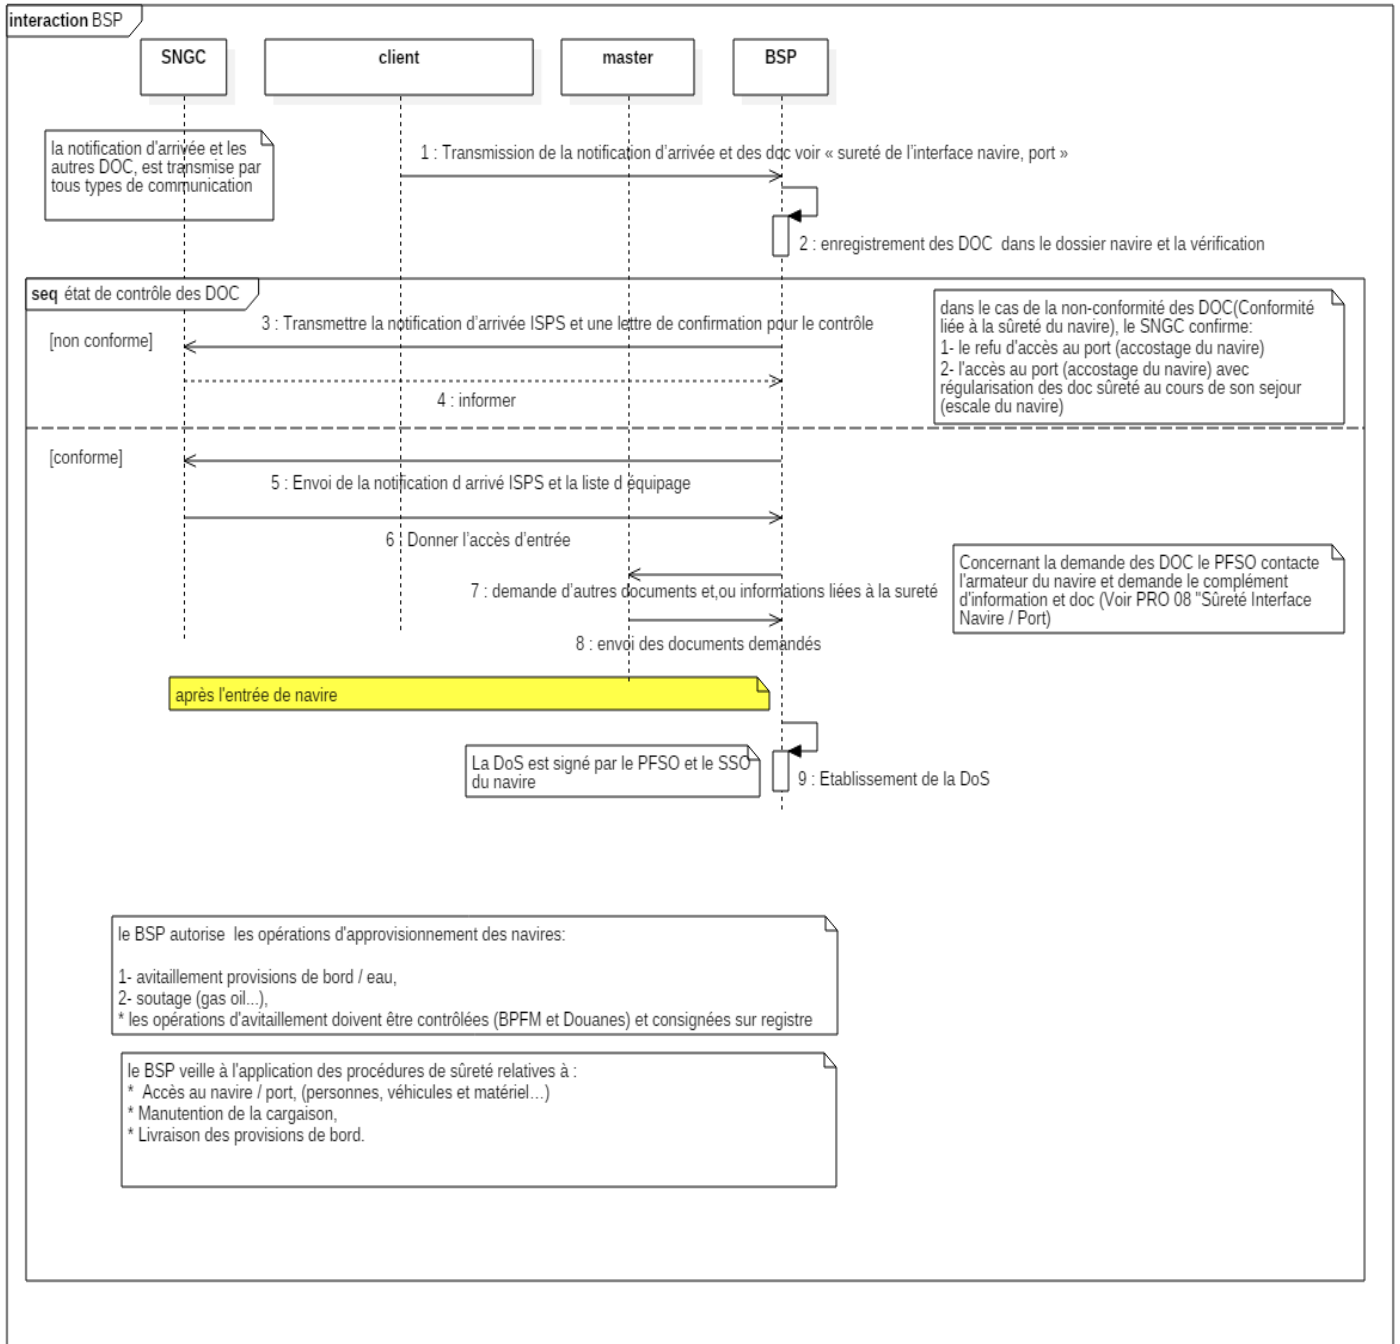 interaction BSP
SNGC
client
master
BSP
la notification d'arrivée et les
autres DOC, est transmise par
tous types de communication
1 : Transmission de la notification d'arrivée et des doc voir « sureté de l'interface navire, port »
2 : enregistrement des DOC dans le dossier navire et la vérification
seq état de contrôle des DOC
[non conforme]
3 : Transmettre la notification d'arrivée ISPS et une lettre de confirmation pour le contrôle
4 : informer
dans le cas de la non-conformité des DOC(Conformité
liée à la sûreté du navire), le SNGC confirme:
1- le refu d'accès au port (accostage du navire)
2- l'accès au port (accostage du navire) avec
régularisation des doc sûreté au cours de son sejour
(escale du navire)
[conforme]
5 : Envoi de la notification d arrivé ISPS et la liste d équipage
6 : Donner l'accès d'entrée
7 : demande d'autres documents et,ou informations liées à la sureté
8 : envoi des documents demandés
Concernant la demande des DOC le PFSO contacte
l'armateur du navire et demande le complément
d'information et doc (Voir PRO 08 "Sûreté Interface
Navire / Port)
après l'entrée de navire
La DoS est signé par le PFSO et le SSO
du navire
9 : Etablissement de la DoS
le BSP autorise les opérations d'approvisionnement des navires:
1- avitaillement provisions de bord / eau,
2- soutage (gas oil...),
* les opérations d'avitaillement doivent être contrôlées (BPFM et Douanes) et consignées sur registre
le BSP veille à l'application des procédures de sûreté relatives à :
* Accès au navire / port, (personnes, véhicules et matériel…)
* Manutention de la cargaison,
* Livraison des provisions de bord.